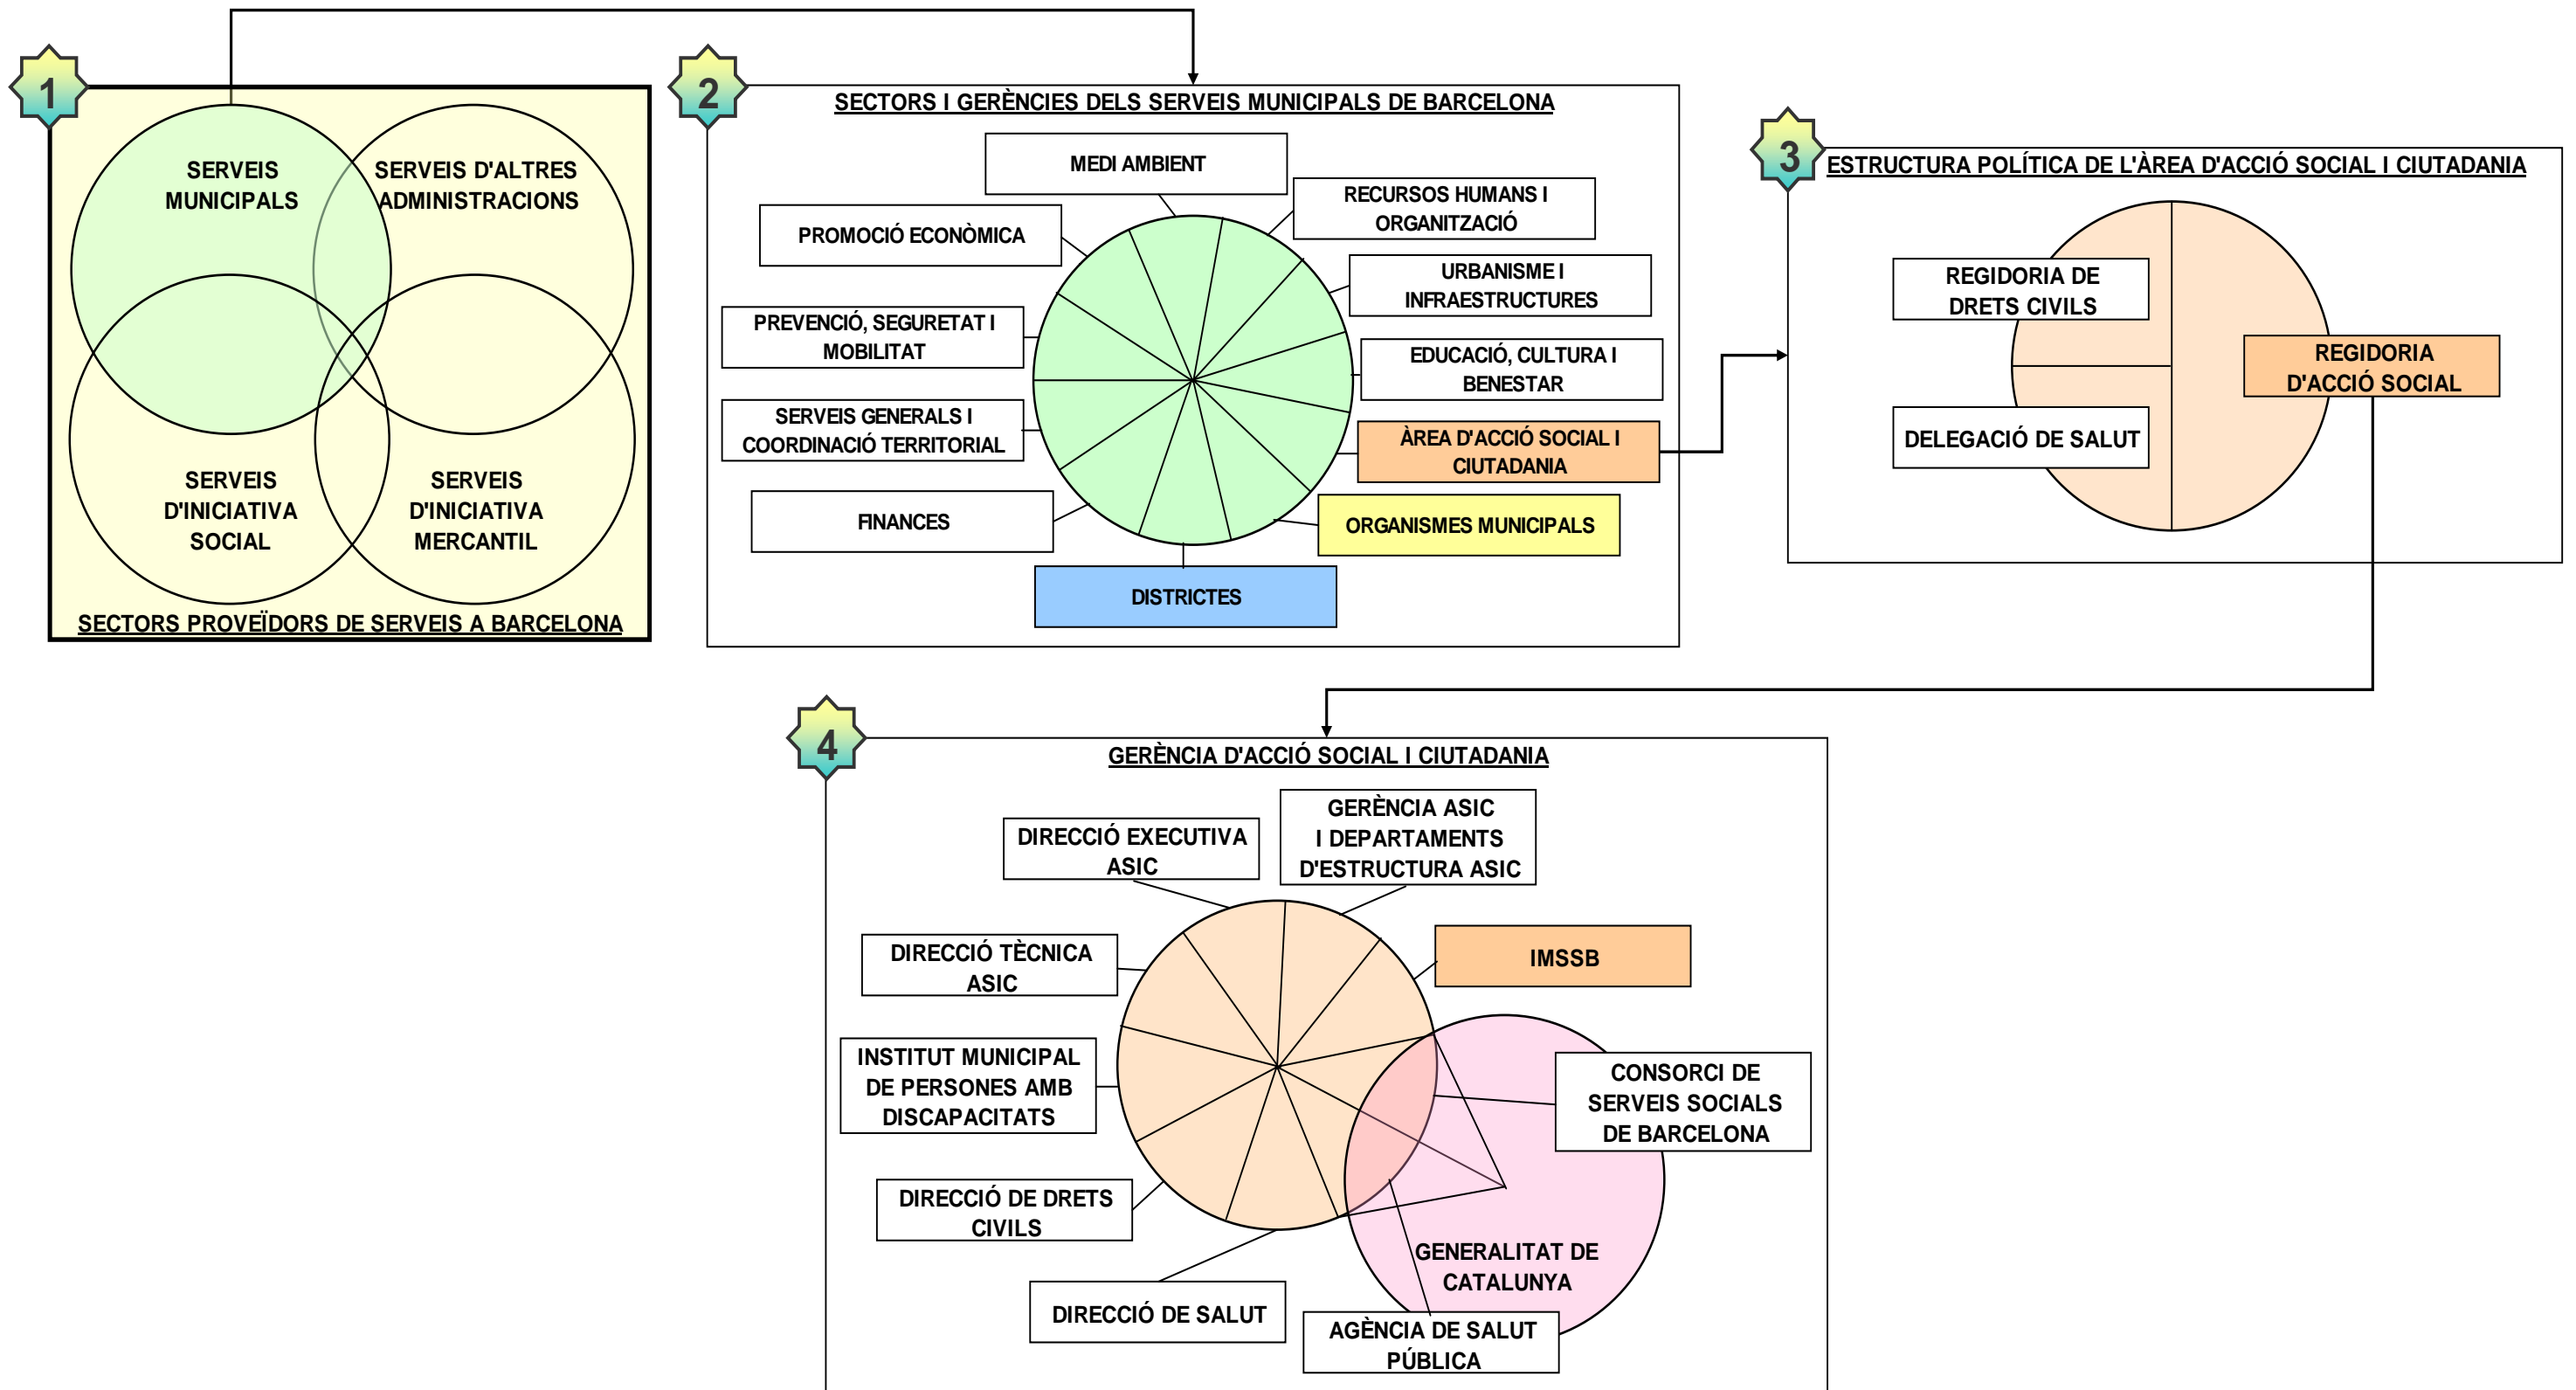 1
SERVEIS
MUNICIPALS
SERVEIS D'ALTRES
ADMINISTRACIONS
SERVEIS
D'INICIATIVA
SOCIAL
SERVEIS
D'INICIATIVA
MERCANTIL
SECTORS PROVEÏDORS DE SERVEIS A BARCELONA
2
SECTORS I GERÈNCIES DELS SERVEIS MUNICIPALS DE BARCELONA
MEDI AMBIENT
RECURSOS HUMANS I
ORGANITZACIÓ
PROMOCIÓ ECONÒMICA
URBANISME I
INFRAESTRUCTURES
PREVENCIÓ, SEGURETAT I
MOBILITAT
EDUCACIÓ, CULTURA I
BENESTAR
SERVEIS GENERALS I
COORDINACIÓ TERRITORIAL
ÀREA D'ACCIÓ SOCIAL I
CIUTADANIA
FINANCES
ORGANISMES MUNICIPALS
DISTRICTES
3
ESTRUCTURA POLÍTICA DE L'ÀREA D'ACCIÓ SOCIAL I CIUTADANIA
REGIDORIA DE
DRETS CIVILS
REGIDORIA
D'ACCIÓ SOCIAL
DELEGACIÓ DE SALUT
4
GERÈNCIA D'ACCIÓ SOCIAL I CIUTADANIA
GERÈNCIA ASIC
I DEPARTAMENTS
D'ESTRUCTURA ASIC
DIRECCIÓ EXECUTIVA
ASIC
DIRECCIÓ TÈCNICA
ASIC
IMSSB
INSTITUT MUNICIPAL
DE PERSONES AMB
DISCAPACITATS
CONSORCI DE
SERVEIS SOCIALS
DE BARCELONA
DIRECCIÓ DE DRETS
CIVILS
GENERALITAT DE
CATALUNYA
DIRECCIÓ DE SALUT
AGÈNCIA DE SALUT
PÚBLICA